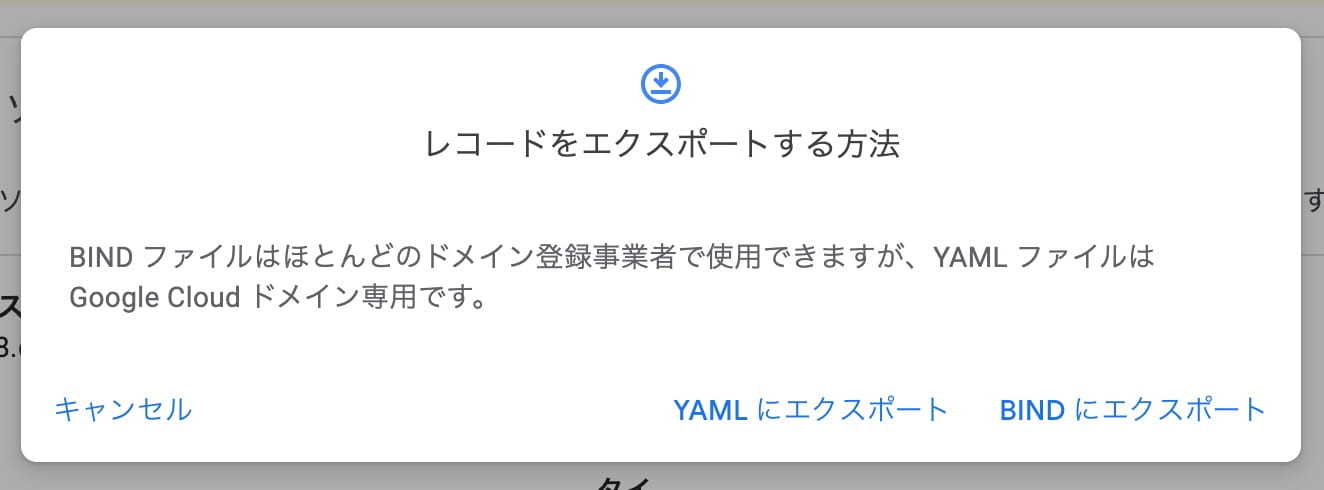 レコードをエクスポートする方法
BIND ファイルはほとんどのドメイン登録事業者で使用できますが、YAML ファイルは
Google Cloud ドメイン専用です。
キャンセル
YAML にエクスポート
BIND にエクスポート